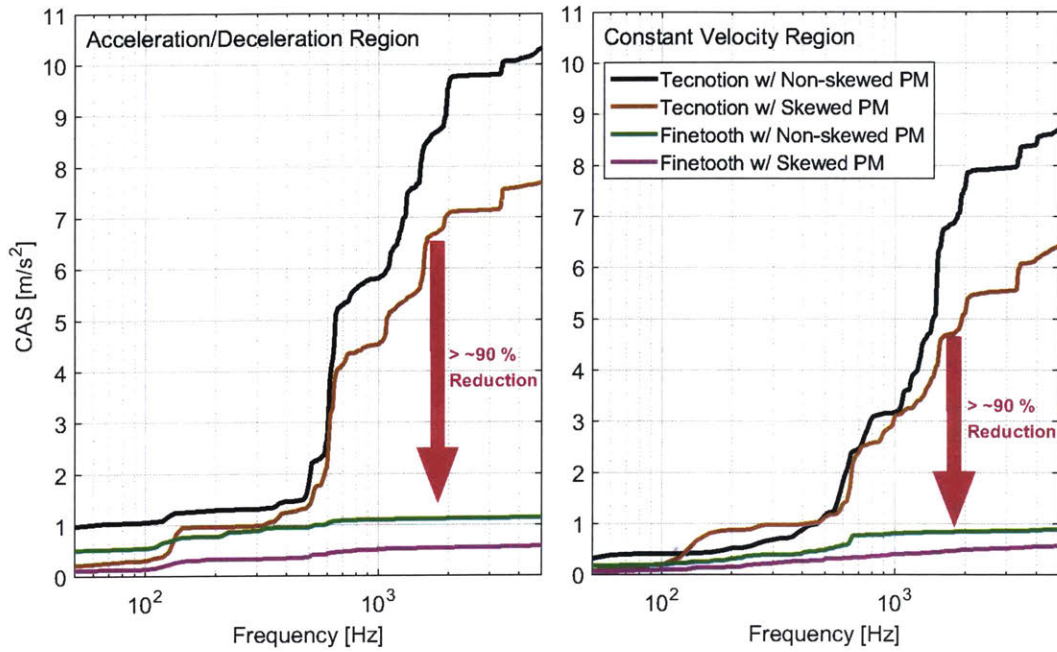 Acceleration/Deceleration Region
11
10
9
8
7
6
5
4
3
2
1
0
CAS [m/s²]
> ~90 %
Reduction
10² 10³
Frequency [Hz]
Constant Velocity Region
Tecnotion w/ Non-skewed PM
Tecnotion w/ Skewed PM
Finetooth w/ Non-skewed PM
Finetooth w/ Skewed PM
11
10
9
8
7
6
5
4
3
2
1
0
> ~90 %
Reduction
10² 10³
Frequency [Hz]